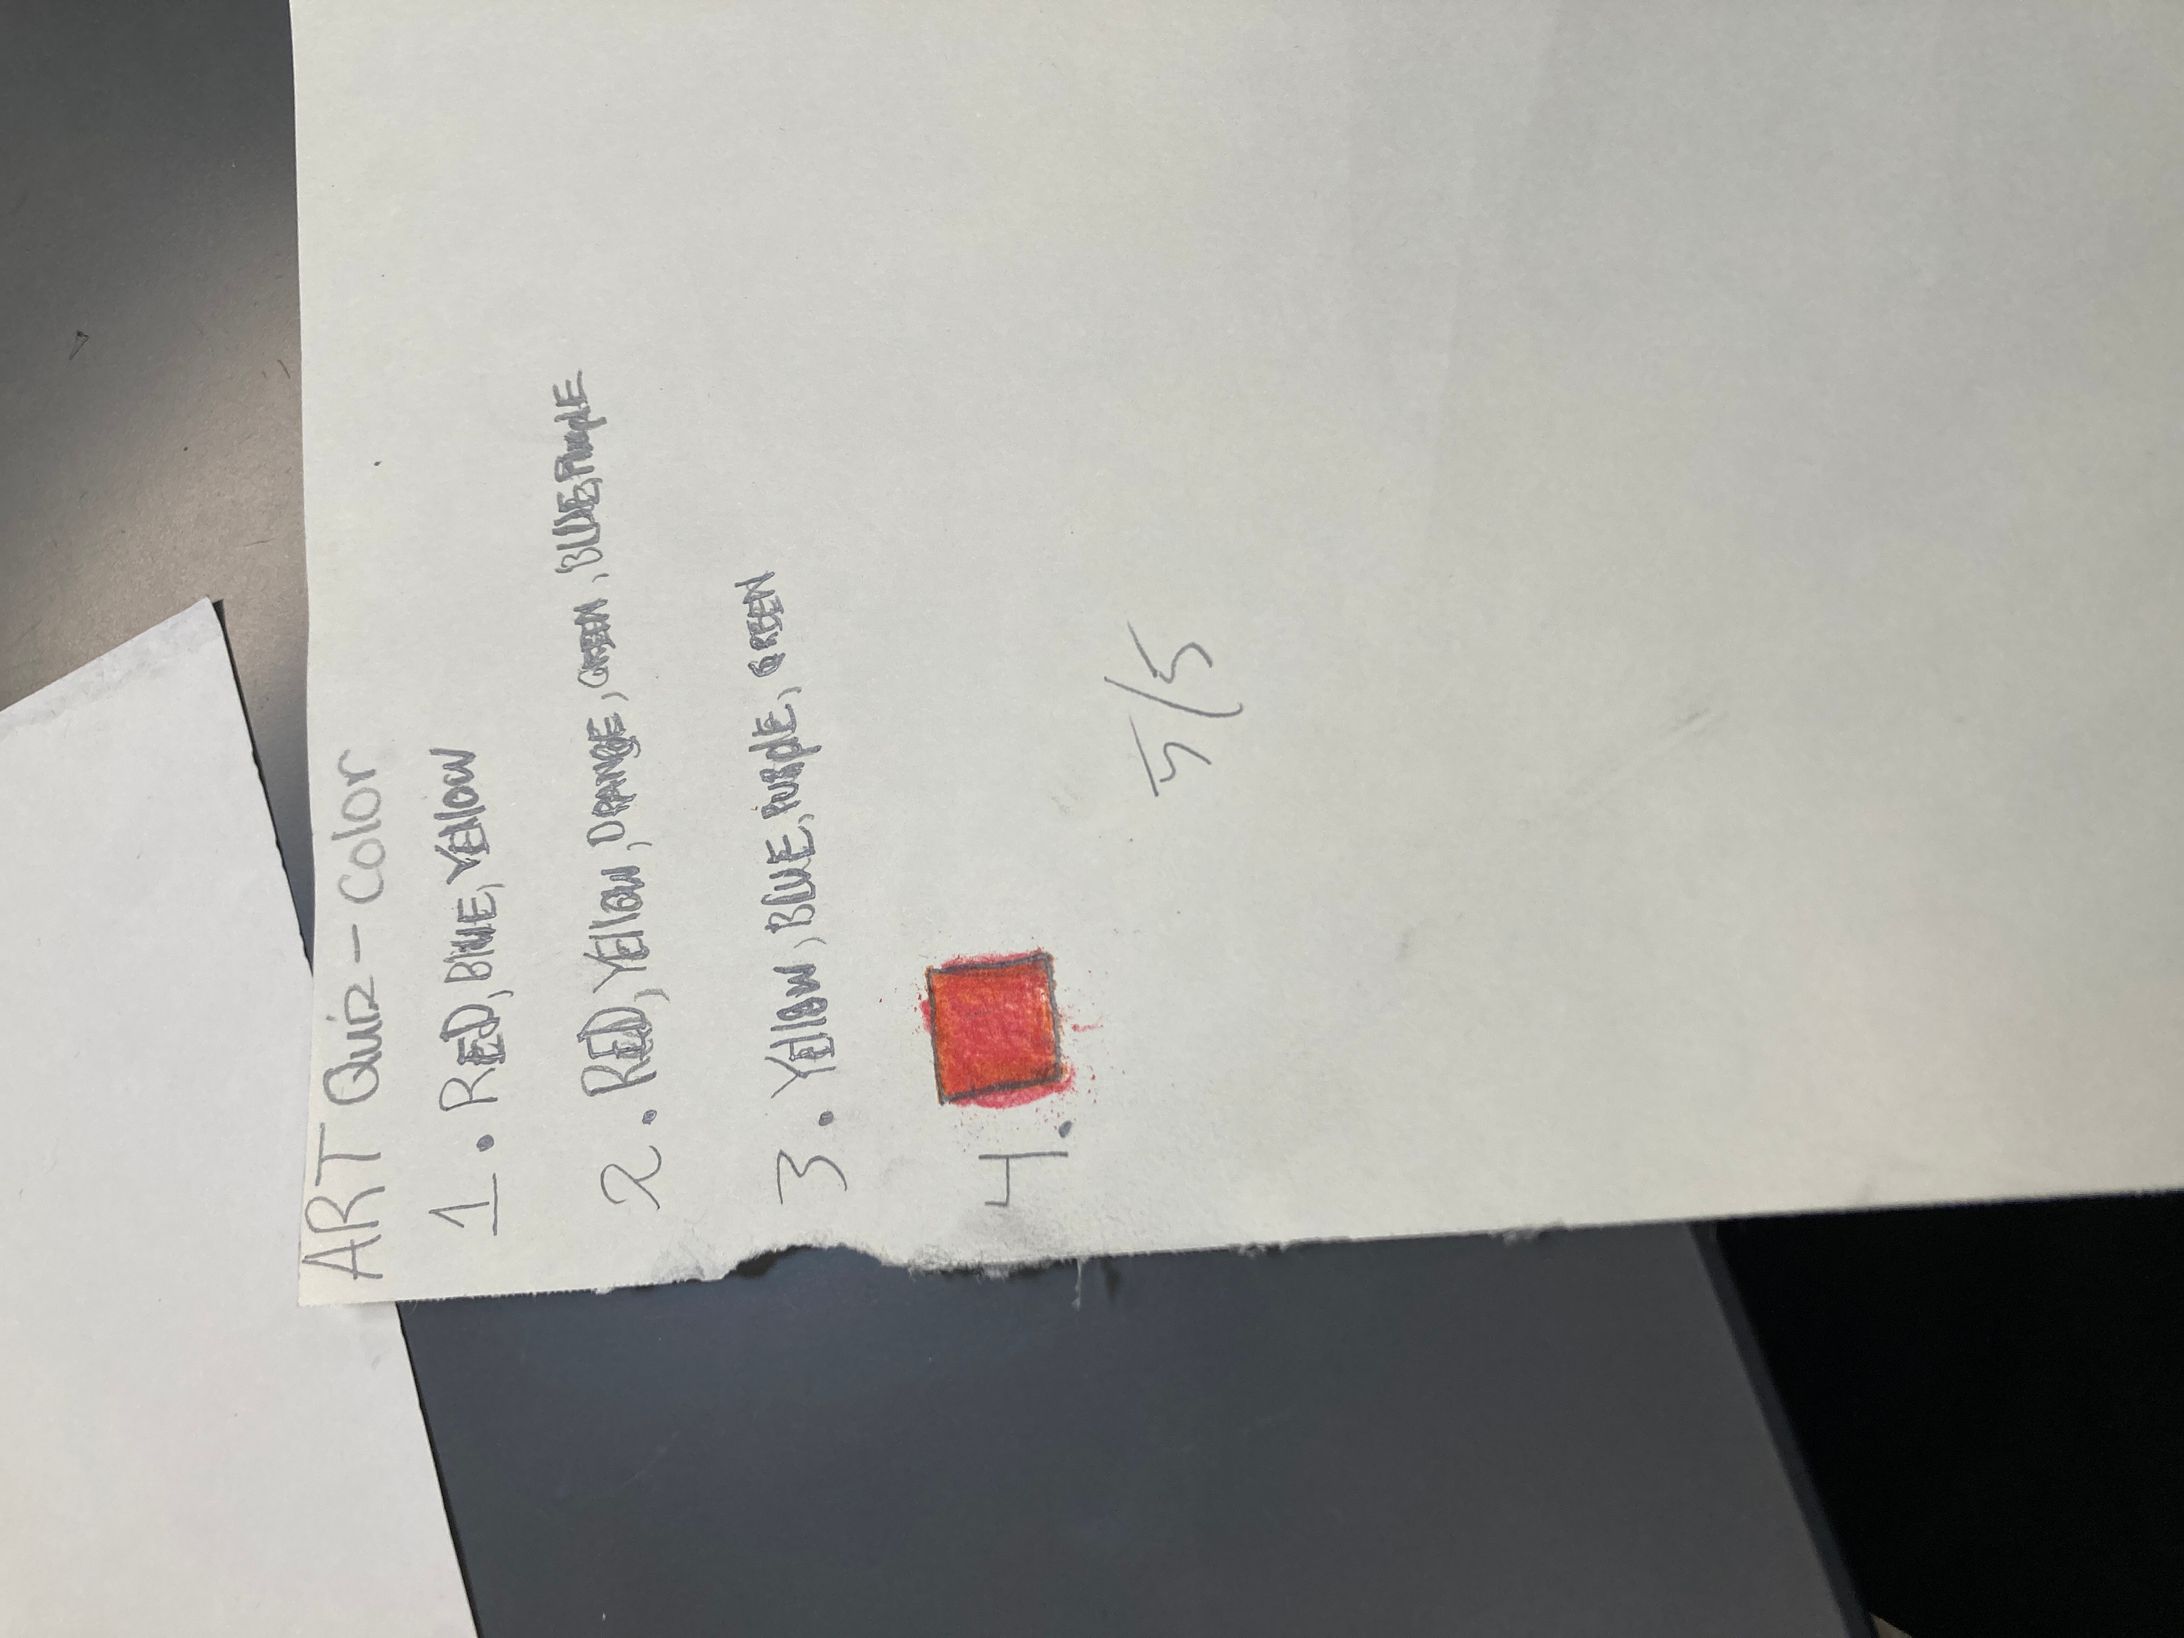 ART Quiz - Color
1. RED, BluE, YEllow
2. RED, YEllow, ORANGE, GREEN, BLUE, PurplE
3. YEllow, BluE, PURplE, GREEN
4.
5/5